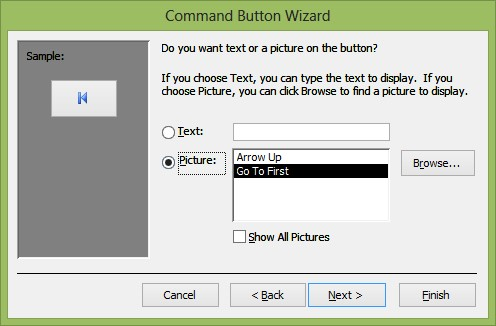 Command Button Wizard
Sample:
Do you want text or a picture on the button?
If you choose Text, you can type the text to display.  If you
choose Picture, you can click Browse to find a picture to display.
Text:
Picture:
Arrow Up
Go To First
Browse...
Show All Pictures
Cancel
< Back
Next >
Finish